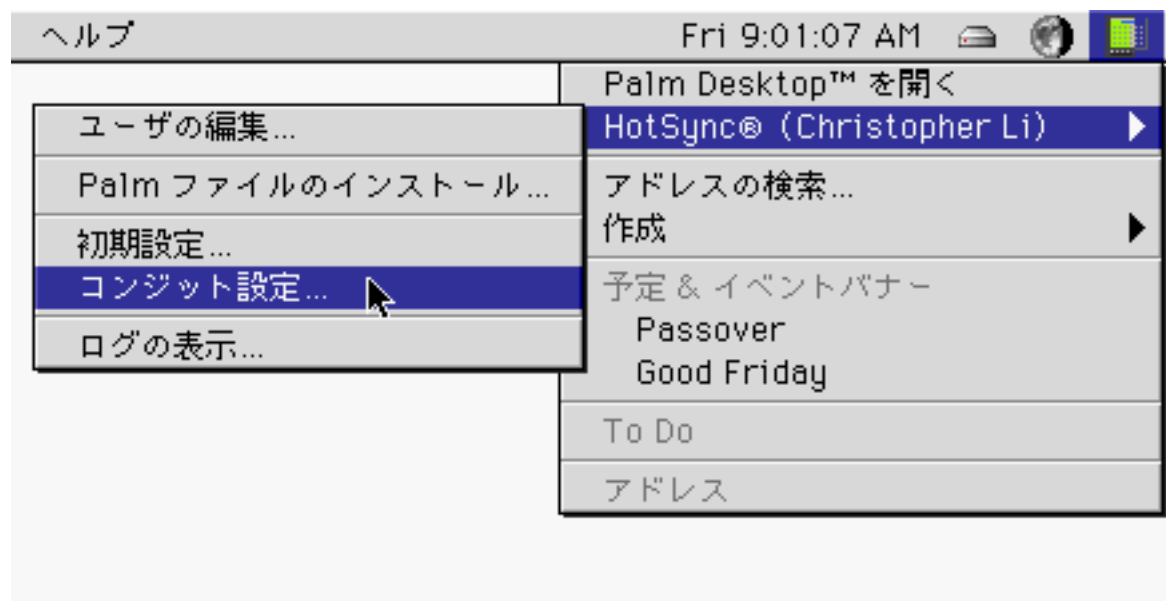 ヘルプ Fri 9:01:07 AM
Palm Desktop™ を開く
HotSync® (Christopher Li)
アドレスの検索...
作成
予定 & イベントバナー
Passover
Good Friday
To Do
アドレス
ユーザの編集...
Palm ファイルのインストール...
初期設定...
コンジット設定...
ログの表示...